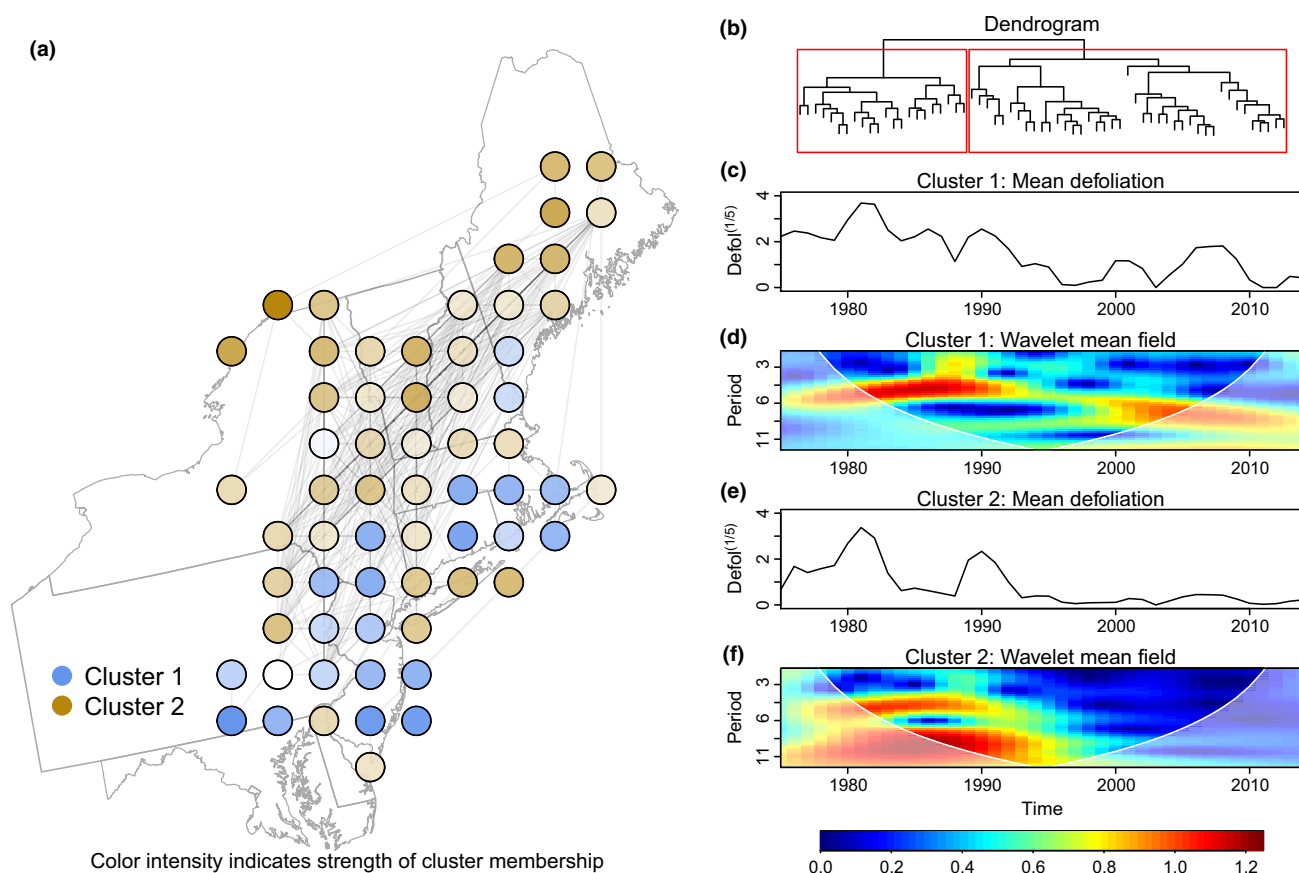 (a)
Cluster 1
Cluster 2
Color intensity indicates strength of cluster membership
(b)
Dendrogram
(c)
Cluster 1: Mean defoliation
Defol(1/5)
4
2
0
1980 1990 2000 2010
(d)
Cluster 1: Wavelet mean field
Period
3
6
11
1980 1990 2000 2010
(e)
Cluster 2: Mean defoliation
Defol(1/5)
4
2
0
1980 1990 2000 2010
(f)
Cluster 2: Wavelet mean field
Period
3
6
11
1980 1990 2000 2010
Time
0.0 0.2 0.4 0.6 0.8 1.0 1.2